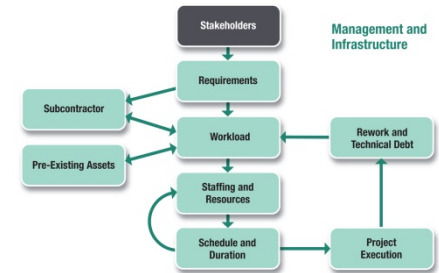 Stakeholders
Management and
Infrastructure
Requirements
Subcontractor
Workload
Rework and
Technical Debt
Pre-Existing Assets
Staffing and
Resources
Schedule and
Duration
Project
Execution